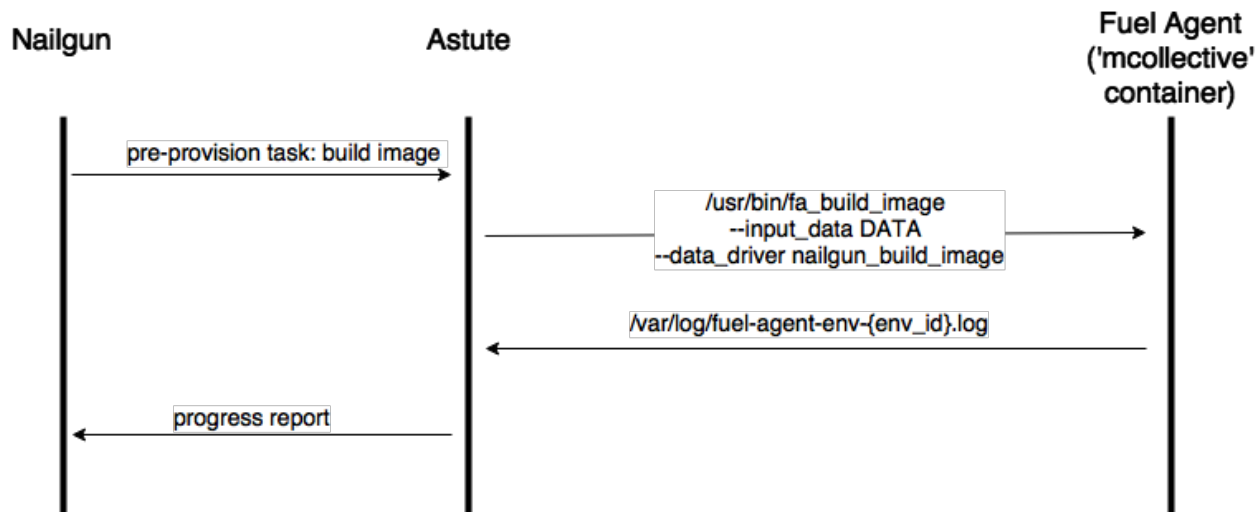 Nailgun
Astute
Fuel Agent
('mcollective'
container)
pre-provision task: build image
/usr/bin/fa_build_image
--input_data DATA
--data_driver nailgun_build_image
/var/log/fuel-agent-env-{env_id}.log
progress report